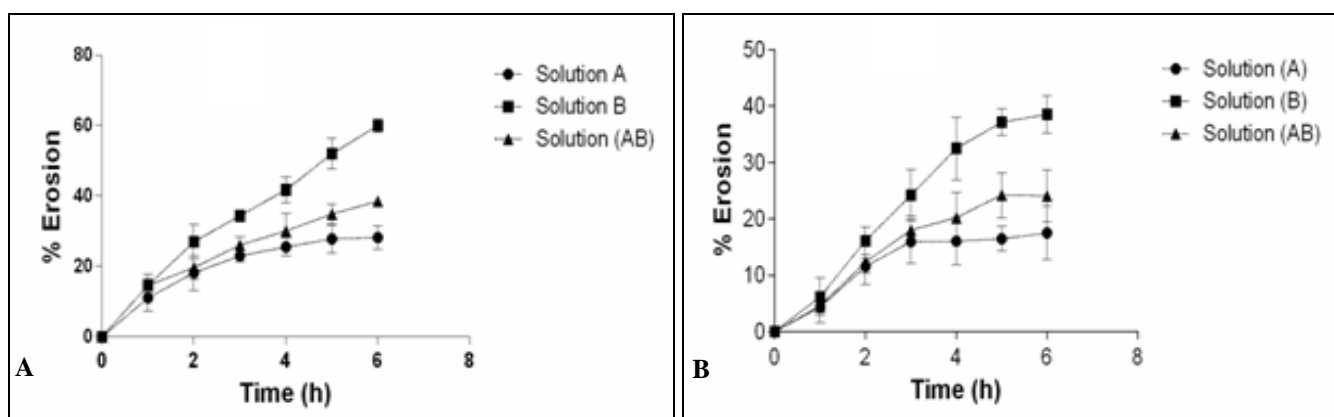 80
60
40
20
0
% Erosion
0 2 4 6 8
Time (h)
Solution A
Solution B
Solution (AB)
A
50
40
30
20
10
0
% Erosion
0 2 4 6 8
Time (h)
Solution (A)
Solution (B)
Solution (AB)
B